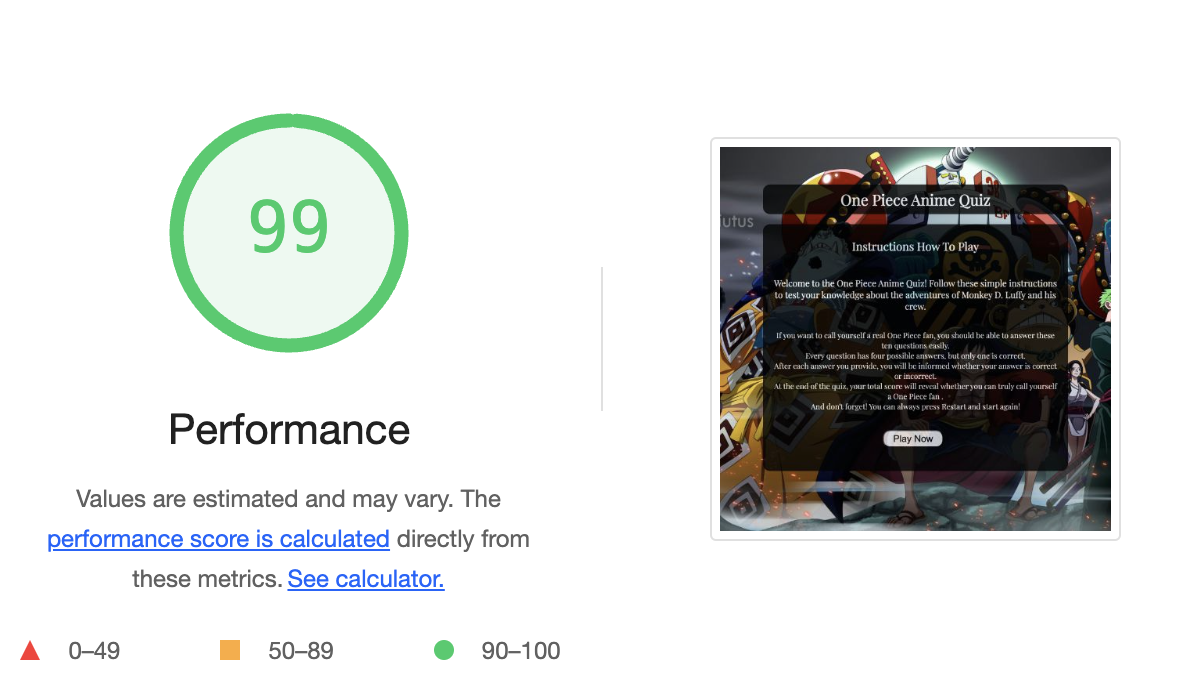 99
Performance
Values are estimated and may vary. The
performance score is calculated directly from
these metrics. See calculator.
0–49
50–89
90–100
One Piece Anime Quiz
Instructions How To Play
Welcome to the One Piece Anime Quiz! Follow these simple instructions
to test your knowledge about the adventures of Monkey D. Luffy and his
crew.
If you want to call yourself a real One Piece fan, you should be able to answer these
ten questions easily.
Every question has four possible answers, but only one is correct.
After each answer you provide, you will be informed whether your answer is correct
or incorrect.
At the end of the quiz, your total score will reveal whether you can truly call yourself
a One Piece fan .
And don't forget! You can always press Restart and start again!
Play Now